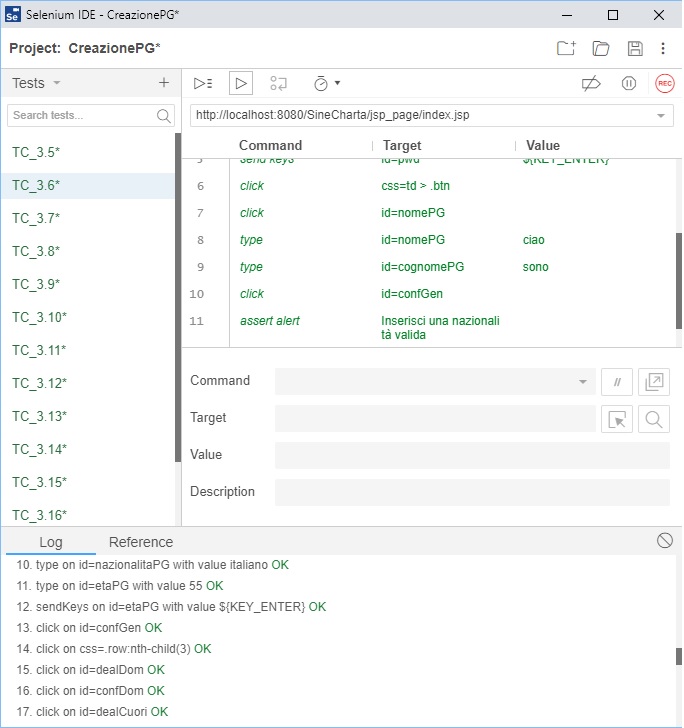 Se Selenium IDE - CreazionePG*
Project: CreazionePG*
Tests
REC
Search tests...
http://localhost:8080/SineCharta/jsp_page/index.jsp
Command Target Value
5 send keys id=pwd ${KEY_ENTER}
6 click css=td > .btn
7 click id=nomePG
8 type id=nomePG ciao
9 type id=cognomePG sono
10 click id=confGen
11 assert alert Inserisci una nazionali
tà valida
TC_3.5*
TC_3.6*
TC_3.7*
TC_3.8*
TC_3.9*
TC_3.10*
TC_3.11*
TC_3.12*
TC_3.13*
TC_3.14*
TC_3.15*
TC_3.16*
Command //
Target
Value
Description
Log Reference
10. type on id=nazionalitaPG with value italiano OK
11. type on id=etaPG with value 55 OK
12. sendKeys on id=etaPG with value ${KEY_ENTER} OK
13. click on id=confGen OK
14. click on css=.row:nth-child(3) OK
15. click on id=dealDom OK
16. click on id=confDom OK
17. click on id=dealCuori OK